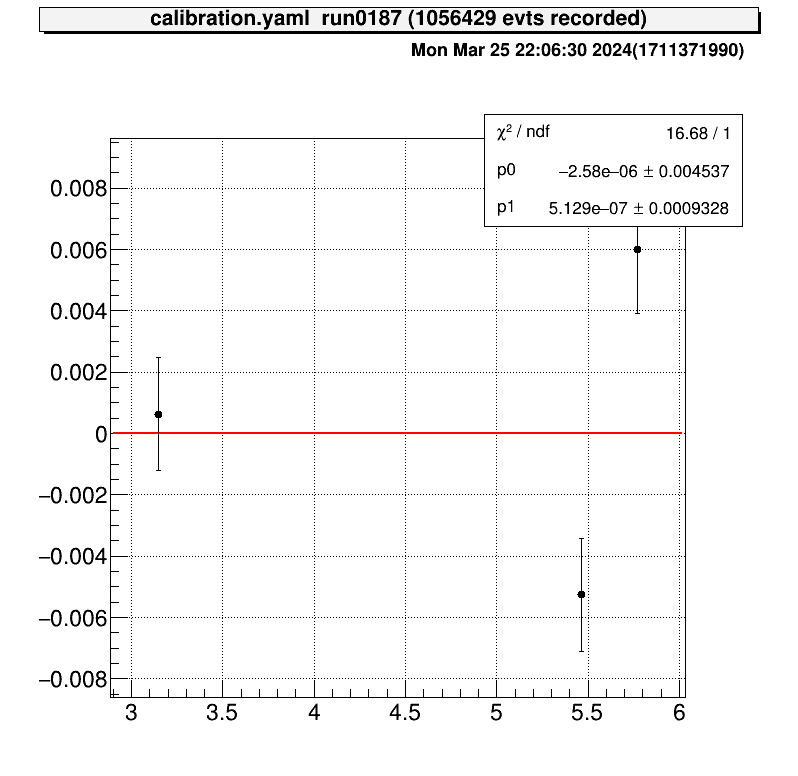 calibration.yaml  run0187 (1056429 evts recorded)
Mon Mar 25 22:06:30 2024(1711371990)
χ² / ndf 16.68 / 1
p0 −2.58e−06 ± 0.004537
p1 5.129e−07 ± 0.0009328
0.008
0.006
0.004
0.002
0
−0.002
−0.004
−0.006
−0.008
3 3.5 4 4.5 5 5.5 6